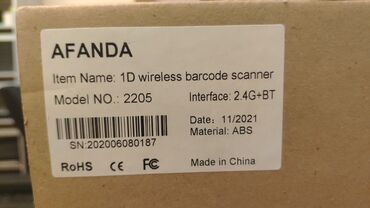 AFANDA
Item Name: 1D wireless barcode scanner
Model NO.: 2205 Interface: 2.4G+BT
Date: 11/2021
Material: ABS
SN:202006080187
RoHS CE FC Made in China